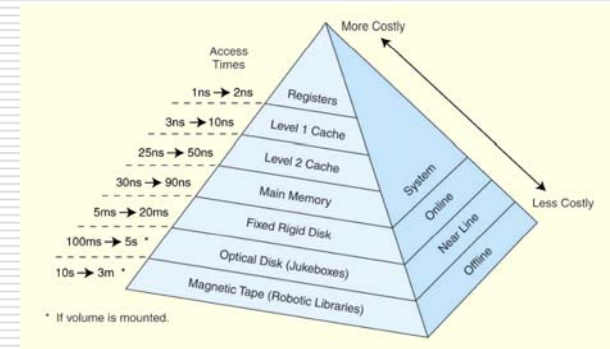 More Costly
Access
Times
1ns → 2ns
Registers
3ns → 10ns
Level 1 Cache
25ns → 50ns
Level 2 Cache
30ns → 90ns
Main Memory
5ms → 20ms
Fixed Rigid Disk
100ms → 5s *
Optical Disk (Jukeboxes)
10s → 3m *
Magnetic Tape (Robotic Libraries)
System
Online
Near Line
Offline
Less Costly
* If volume is mounted.